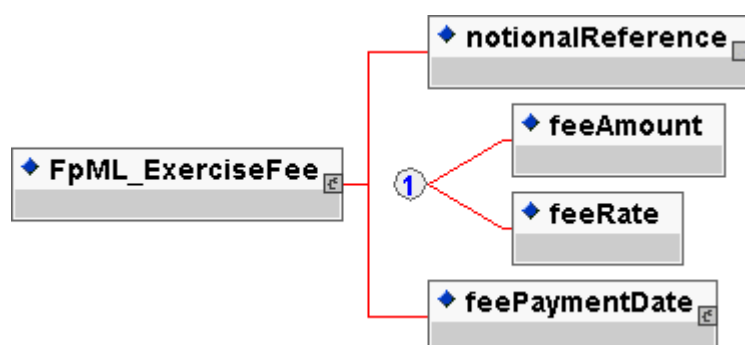 notionalReference
feeAmount
FpML_ExerciseFee
1
feeRate
feePaymentDate